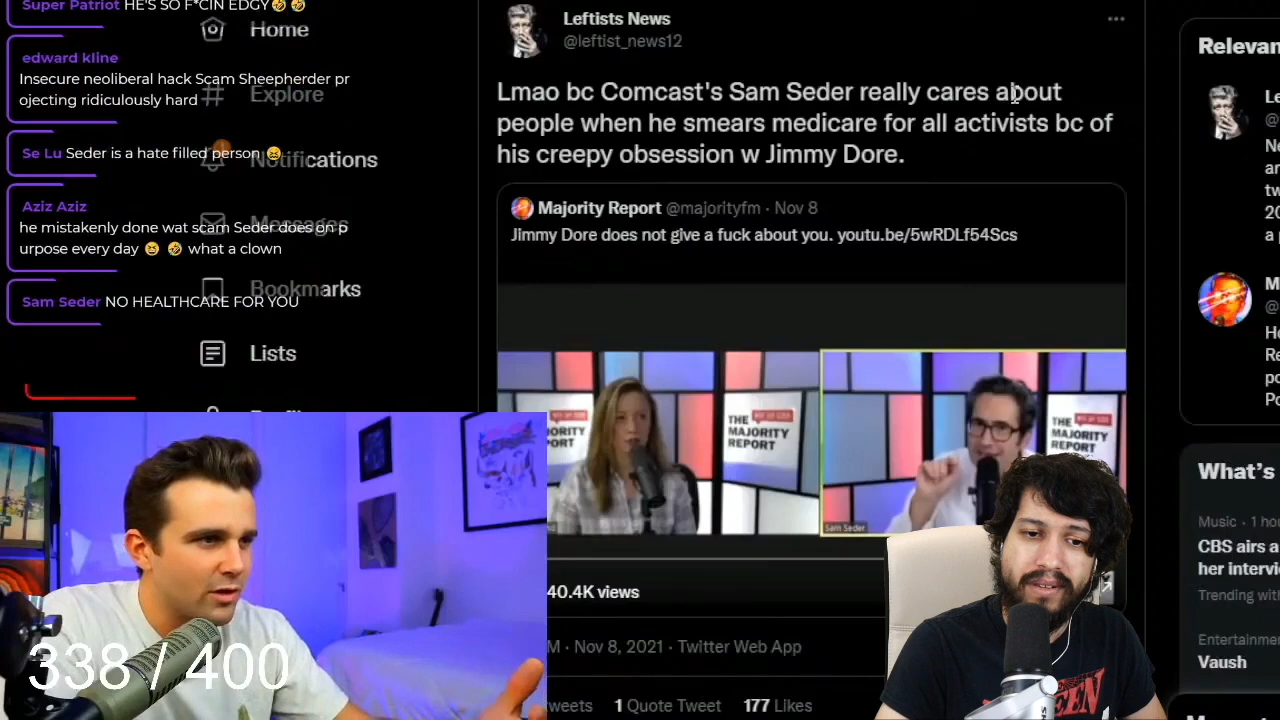 Super Patriot HE'S SO F*CIN EDGY🤣🤣
edward kline
Insecure neoliberal hack Scam Sheepherder pr
ojecting ridiculously hard
Se Lu Seder is a hate filled person 😆
Aziz Aziz
he mistakenly done wat scam Seder does on p
urpose every day 😆 🤣 what a clown
Sam Seder NO HEALTHCARE FOR YOU
Home
Explore
Notifications
Messages
Bookmarks
Lists
338 / 400
Leftists News
@leftist_news12
Lmao bc Comcast's Sam Seder really cares about
people when he smears medicare for all activists bc of
his creepy obsession w Jimmy Dore.
Majority Report @majorityfm · Nov 8
Jimmy Dore does not give a fuck about you. youtu.be/5wRDLf54Scs
THE
MAJORITY
REPORT
THE
MAJORITY
REPORT
Sam Seder
40.4K views
M · Nov 8, 2021 · Twitter Web App
weets 1 Quote Tweet 177 Likes
Relevan
What's
Music · 1 hou
CBS airs a
her intervie
Trending with
Entertainmen
Vaush